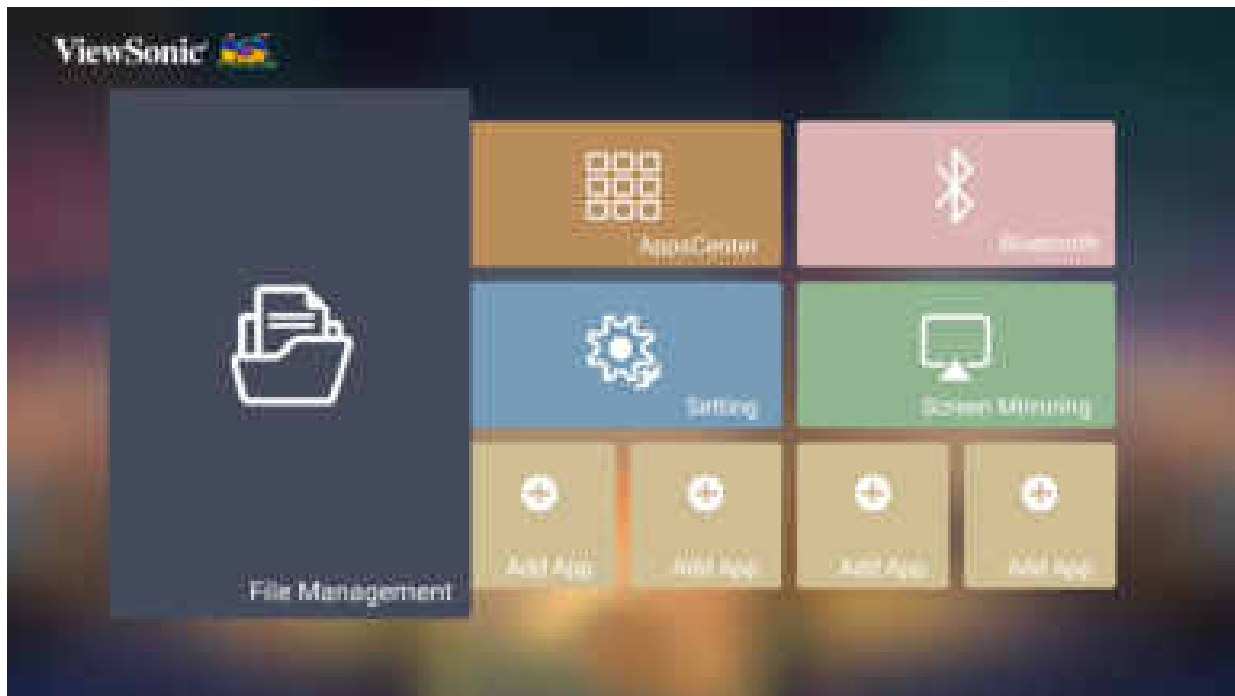 ViewSonic
AppsCenter
Bluetooth
Setting
Screen Mirroring
Add App
Add App
Add App
Add App
File Management